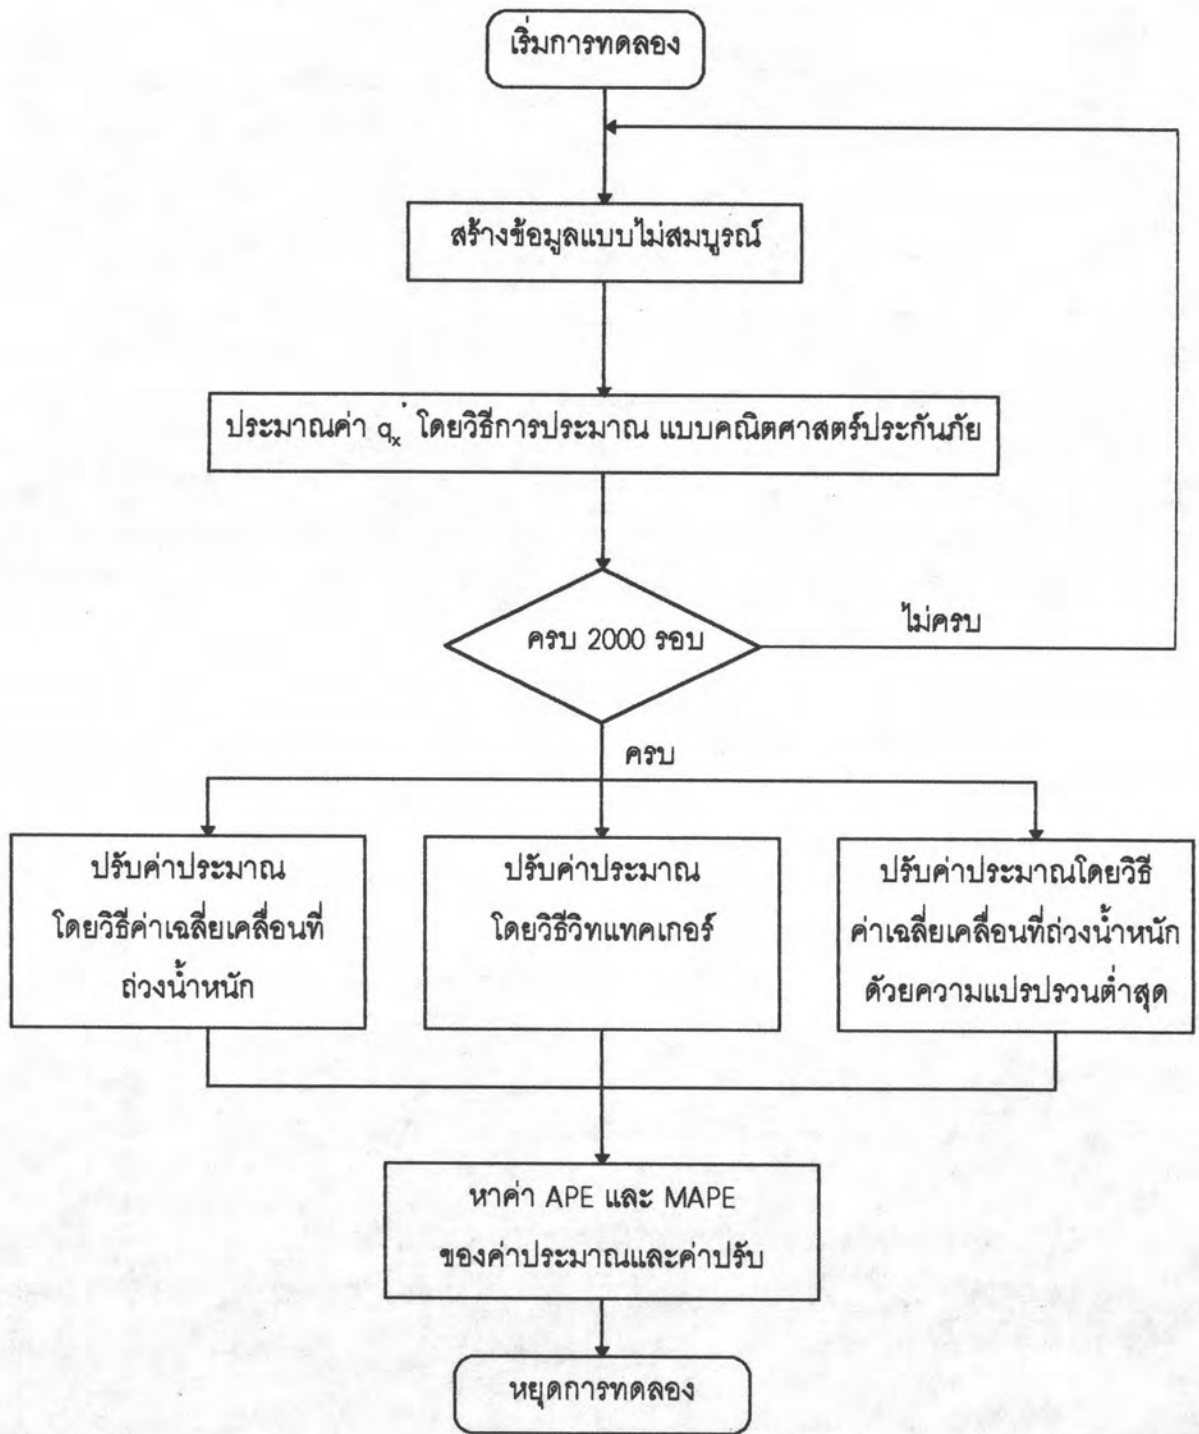 เริ่มการทดลอง
สร้างข้อมูลแบบไม่สมบูรณ์
ประมาณค่า qₓ' โดยวิธีการประมาณ แบบคณิตศาสตร์ประกันภัย
ครบ 2000 รอบ
ไม่ครบ
ครบ
ปรับค่าประมาณ
โดยวิธีค่าเฉลี่ยเคลื่อนที่
ถ่วงน้ำหนัก
ปรับค่าประมาณ
โดยวิธีวิทแทคเกอร์
ปรับค่าประมาณโดยวิธี
ค่าเฉลี่ยเคลื่อนที่ถ่วงน้ำหนัก
ด้วยความแปรปรวนต่ำสุด
หาค่า APE และ MAPE
ของค่าประมาณและค่าปรับ
หยุดการทดลอง